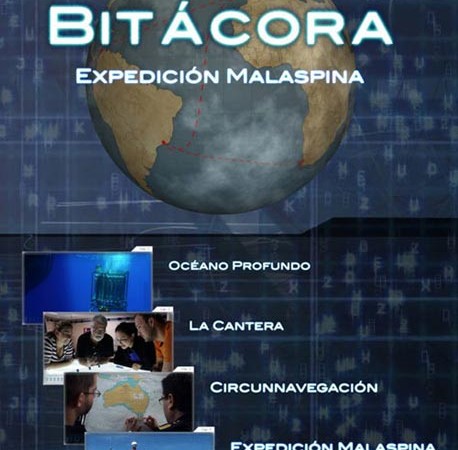 BITÁCORA
EXPEDICIÓN MALASPINA
OCÉANO PROFUNDO
LA CANTERA
CIRCUNNAVEGACIÓN
EXPEDICIÓN MALASPINA